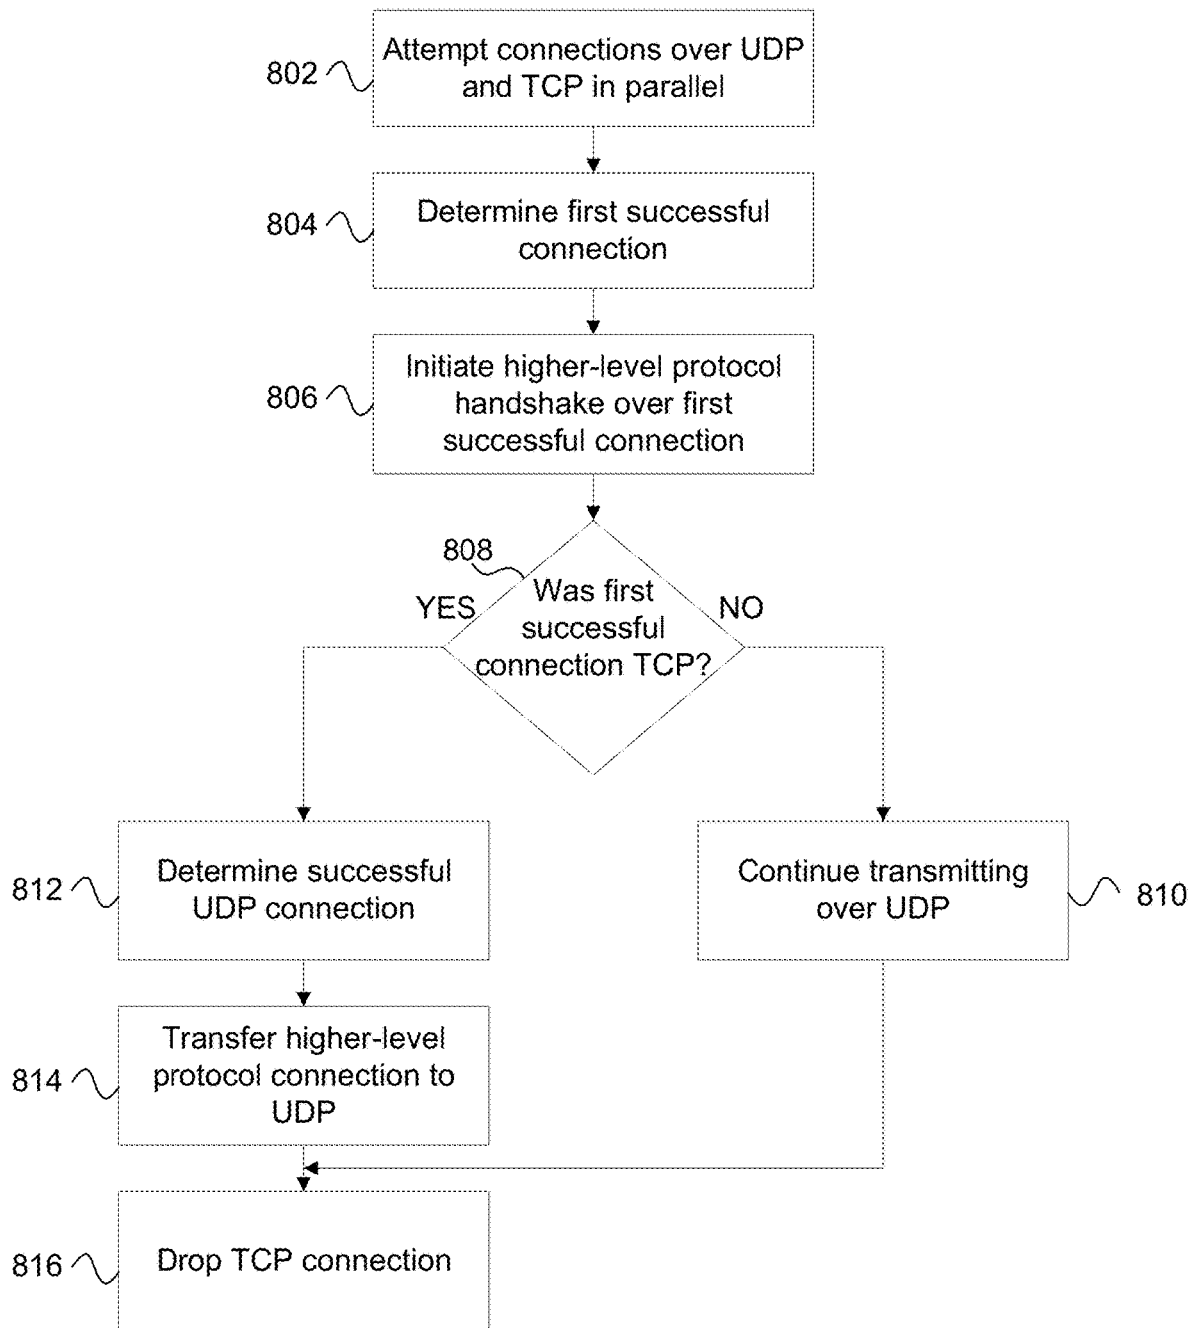 802
Attempt connections over UDP
and TCP in parallel
804
Determine first successful
connection
806
Initiate higher-level protocol
handshake over first
successful connection
808
YES
Was first
successful
connection TCP?
NO
812
Determine successful
UDP connection
Continue transmitting
over UDP
810
814
Transfer higher-level
protocol connection to
UDP
816
Drop TCP connection